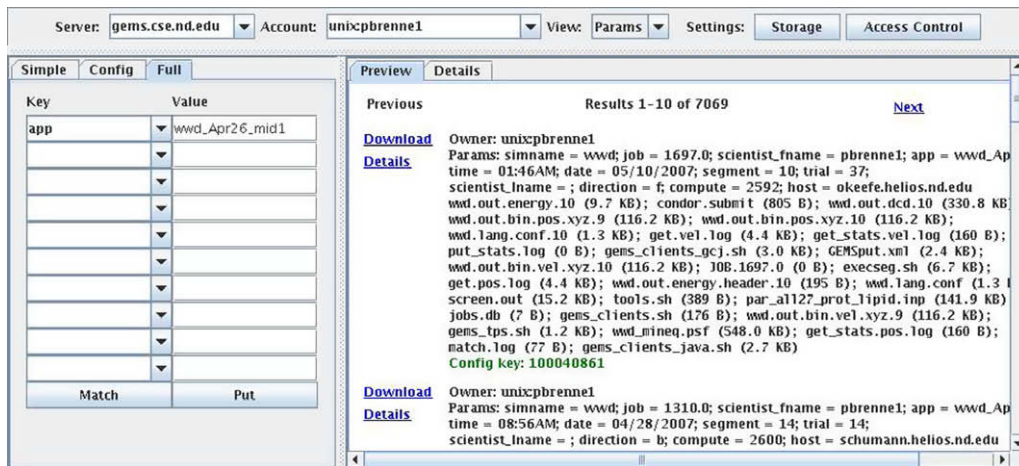 Server: gems.cse.nd.edu Account: unix:pbrenne1 View: Params Settings: Storage Access Control
Simple Config Full
Key Value
app wwd_Apr26_mid1
Match Put
Preview Details
Previous Results 1-10 of 7069 Next
Download Owner: unix:pbrenne1
Details Params: simname = wwd; job = 1697.0; scientist_fname = pbrenne1; app = wwd_Ap
time = 01:46AM; date = 05/10/2007; segment = 10; trial = 37;
scientist_lname = ; direction = f; compute = 2592; host = okeefe.helios.nd.edu
wwd.out.energy.10 (9.7 KB); condor.submit (805 B); wwd.out.dcd.10 (330.8 KB)
wwd.out.bin.pos.xyz.9 (116.2 KB); wwd.out.bin.pos.xyz.10 (116.2 KB);
wwd.lang.conf.10 (1.3 KB); get.vel.log (4.4 KB); get_stats.vel.log (160 B);
put_stats.log (0 B); gems_clients_gcj.sh (3.0 KB); GEMSput.xml (2.4 KB);
wwd.out.bin.vel.xyz.10 (116.2 KB); JOB.1697.0 (0 B); execseg.sh (6.7 KB);
get.pos.log (4.4 KB); wwd.out.energy.header.10 (195 B); wwd.lang.conf (1.3
screen.out (15.2 KB); tools.sh (389 B); par_all27_prot_lipid.inp (141.9 KB)
jobs.db (7 B); gems_clients.sh (176 B); wwd.out.bin.vel.xyz.9 (116.2 KB);
gems_tps.sh (1.2 KB); wwd_mineq.psf (548.0 KB); get_stats.pos.log (160 B);
match.log (77 B); gems_clients_java.sh (2.7 KB)
Config key: 100040861
Download Owner: unix:pbrenne1
Details Params: simname = wwd; job = 1310.0; scientist_fname = pbrenne1; app = wwd_Ap
time = 08:56AM; date = 04/28/2007; segment = 14; trial = 14;
scientist_lname = ; direction = b; compute = 2600; host = schumann.helios.nd.edu